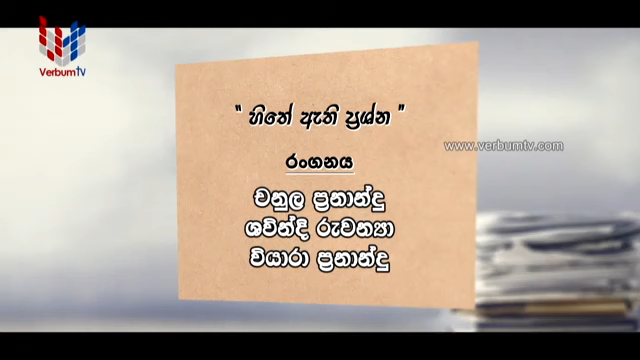 VerbumTV
“ හිතේ ඇති ප්‍රශ්න ”
www.verbumtv.com
රංගනය
චනුල ප්‍රනාන්දු
ශවින්දි රුවන්‍යා
වියාරා ප්‍රනාන්දු